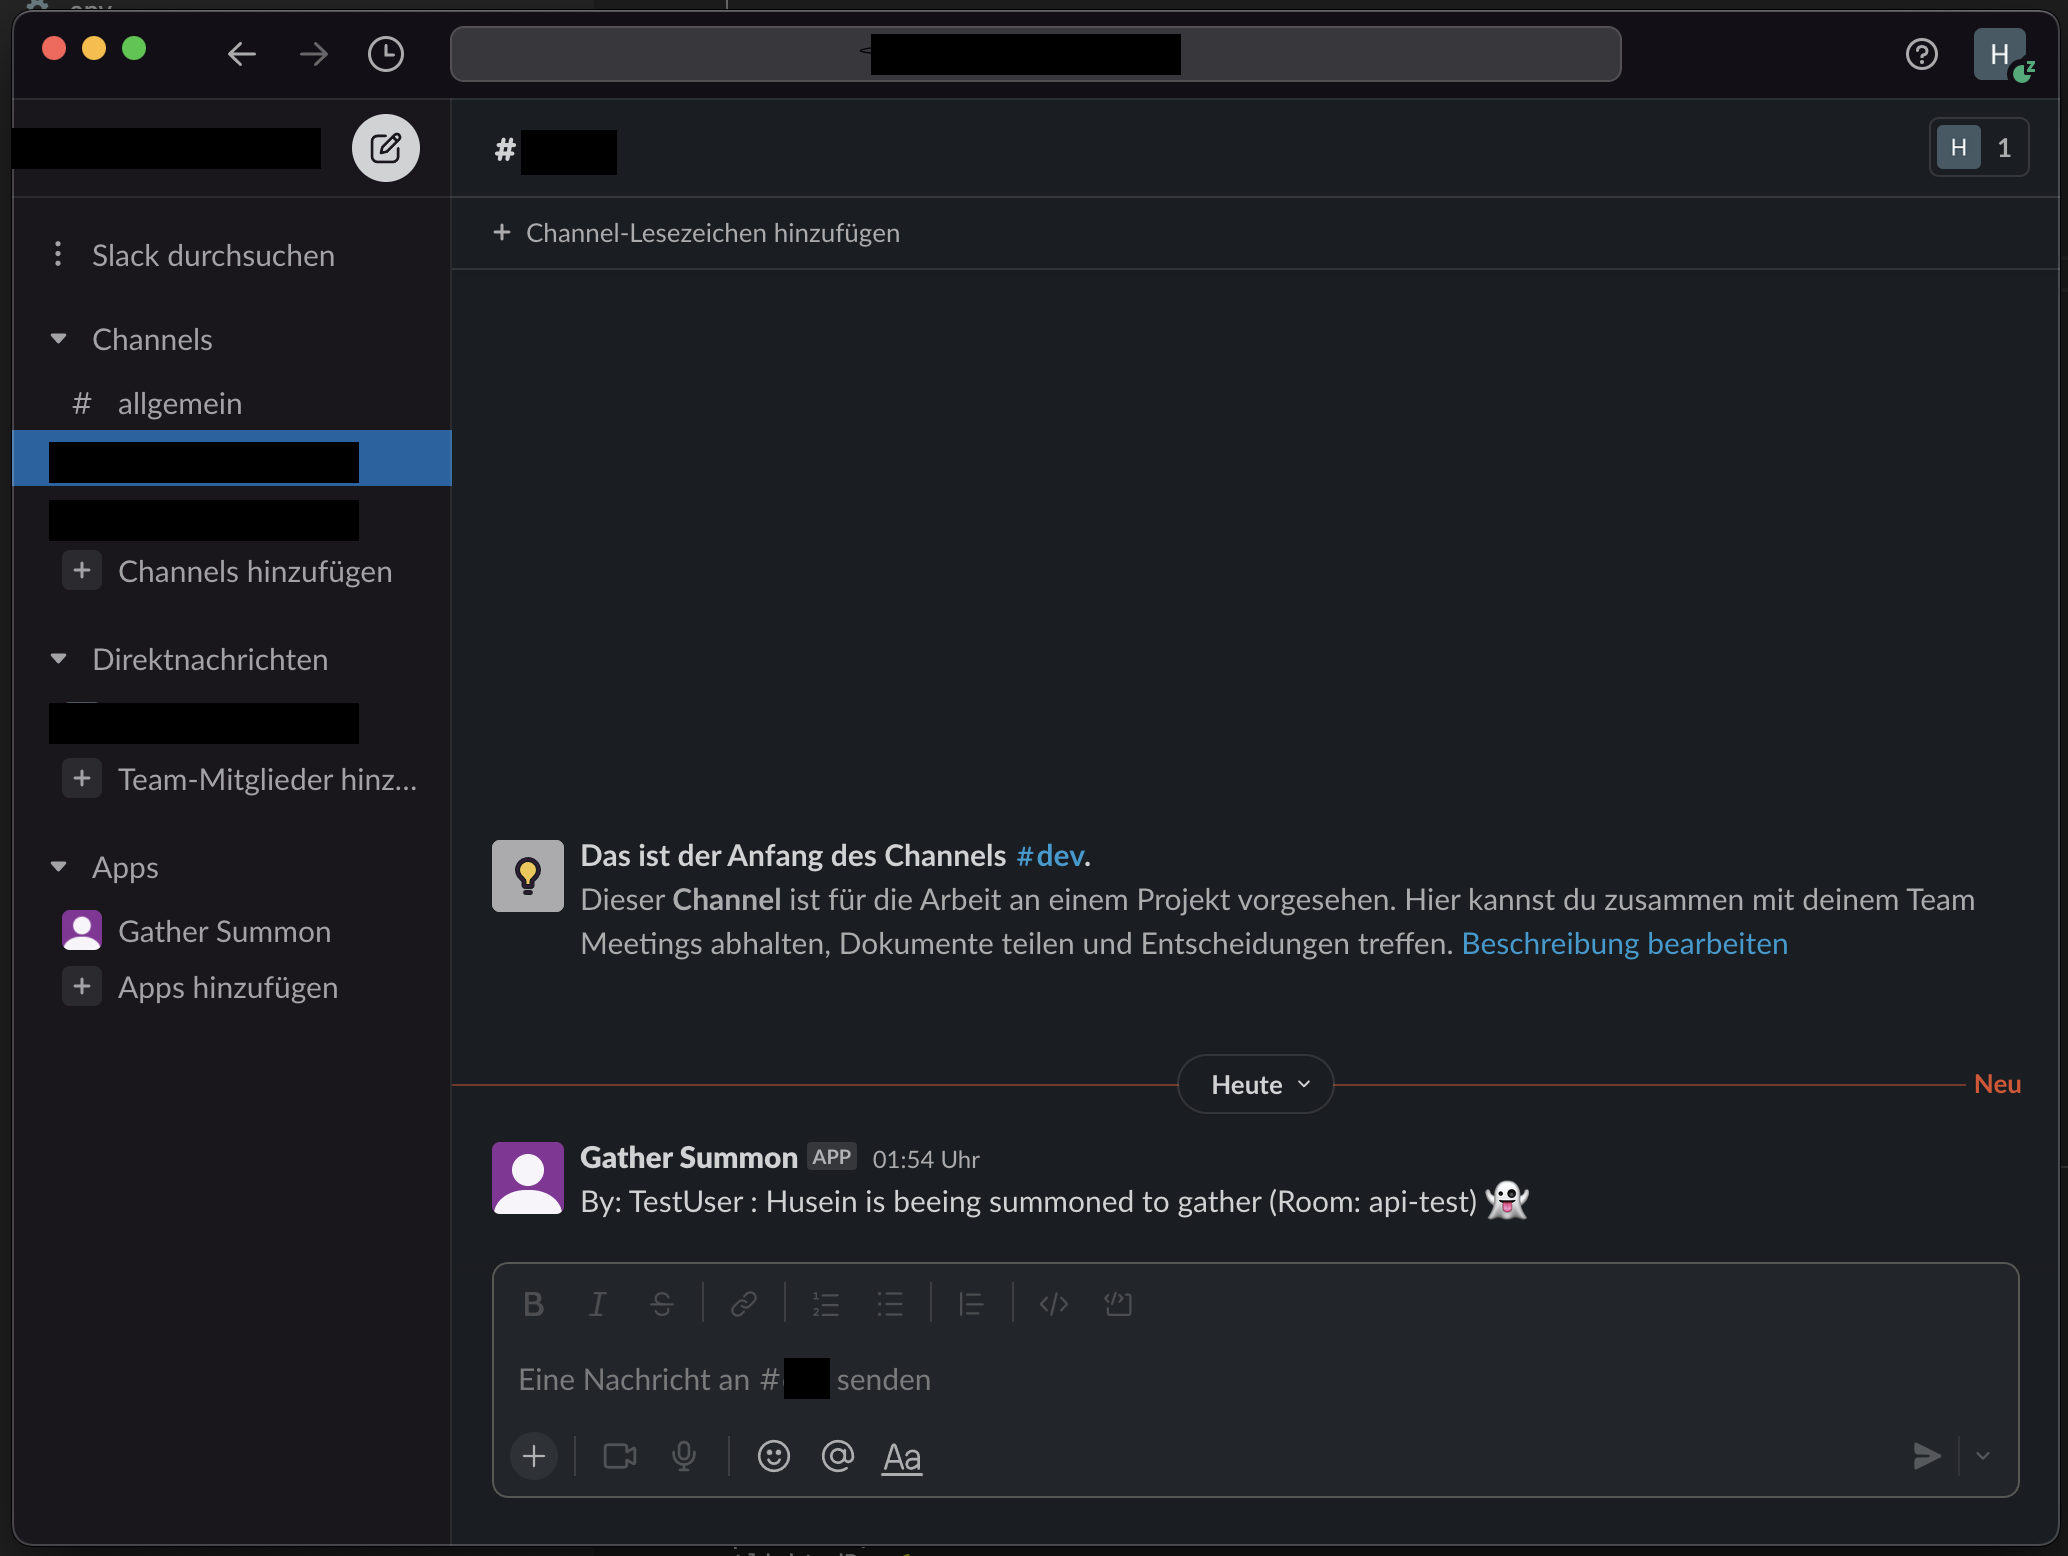 H
z
#
H 1
+ Channel-Lesezeichen hinzufügen
Slack durchsuchen
Channels
# allgemein
+ Channels hinzufügen
Direktnachrichten
+ Team-Mitglieder hinz...
Apps
Gather Summon
+ Apps hinzufügen
Das ist der Anfang des Channels #dev.
Dieser Channel ist für die Arbeit an einem Projekt vorgesehen. Hier kannst du zusammen mit deinem Team
Meetings abhalten, Dokumente teilen und Entscheidungen treffen. Beschreibung bearbeiten
Heute
Neu
Gather Summon APP 01:54 Uhr
By: TestUser : Husein is beeing summoned to gather (Room: api-test) 👻
B I S
Eine Nachricht an # senden
+ @ Aa